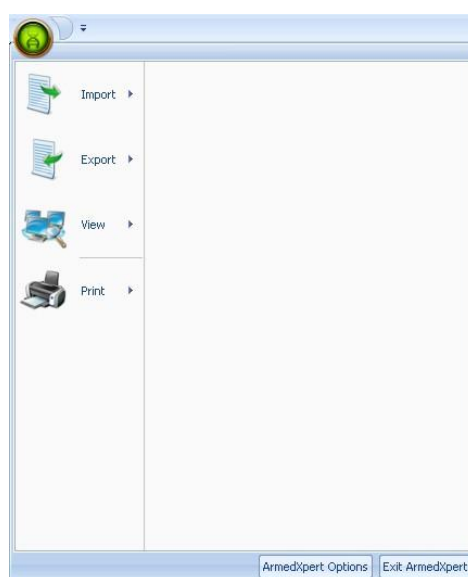 Import
Export
View
Print
ArmedXpert Options
Exit ArmedXpert